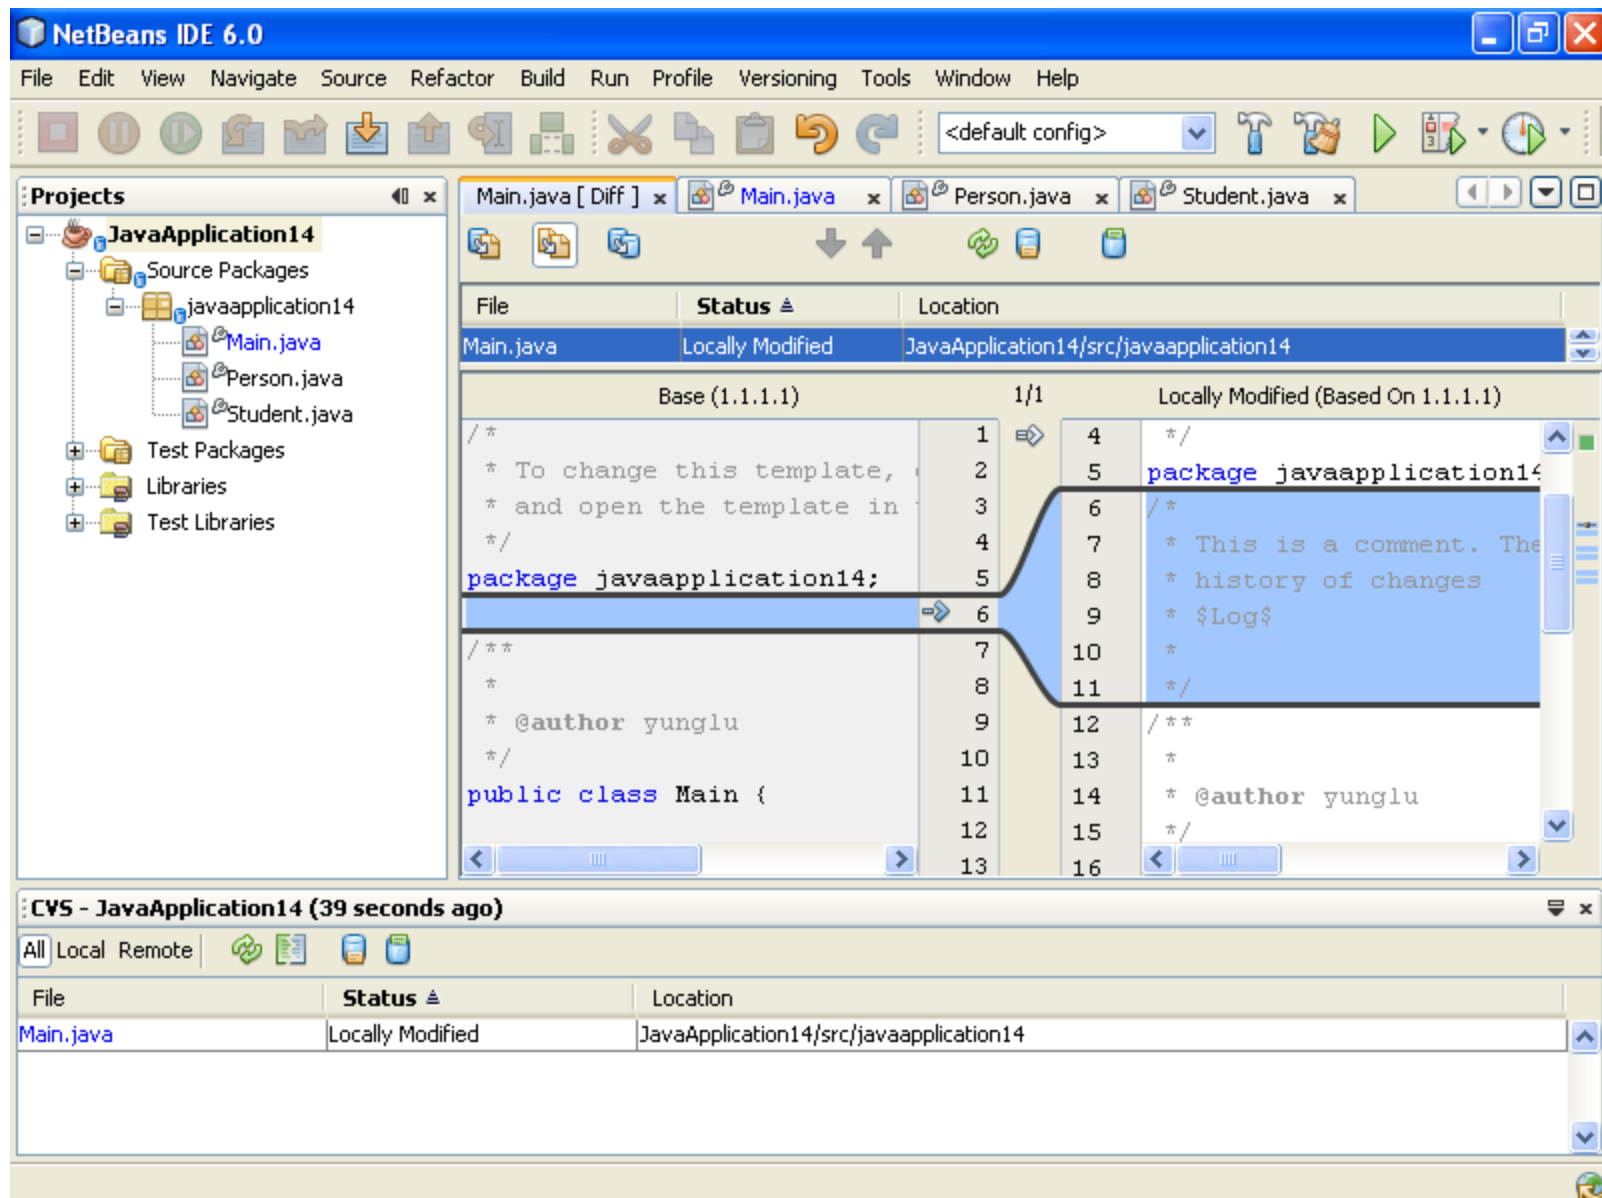 NetBeans IDE 6.0
File Edit View Navigate Source Refactor Build Run Profile Versioning Tools Window Help
<default config>
Projects
JavaApplication14
Source Packages
javaapplication14
Main.java
Person.java
Student.java
Test Packages
Libraries
Test Libraries
Main.java [ Diff ] Main.java Person.java Student.java
File Status Location
Main.java Locally Modified JavaApplication14/src/javaapplication14
Base (1.1.1.1) 1/1 Locally Modified (Based On 1.1.1.1)
/* 1
* To change this template, 2
* and open the template in 3
*/ 4
package javaapplication14; 5
6
/** 7
* 8
* @author yunglu 9
*/ 10
public class Main { 11
12
13
4 */
5 package javaapplication14
6 /*
7 * This is a comment. The
8 * history of changes
9 * $Log$
10 *
11 */
12 /**
13 *
14 * @author yunglu
15 */
16
CVS - JavaApplication14 (39 seconds ago)
All Local Remote
File Status Location
Main.java Locally Modified JavaApplication14/src/javaapplication14